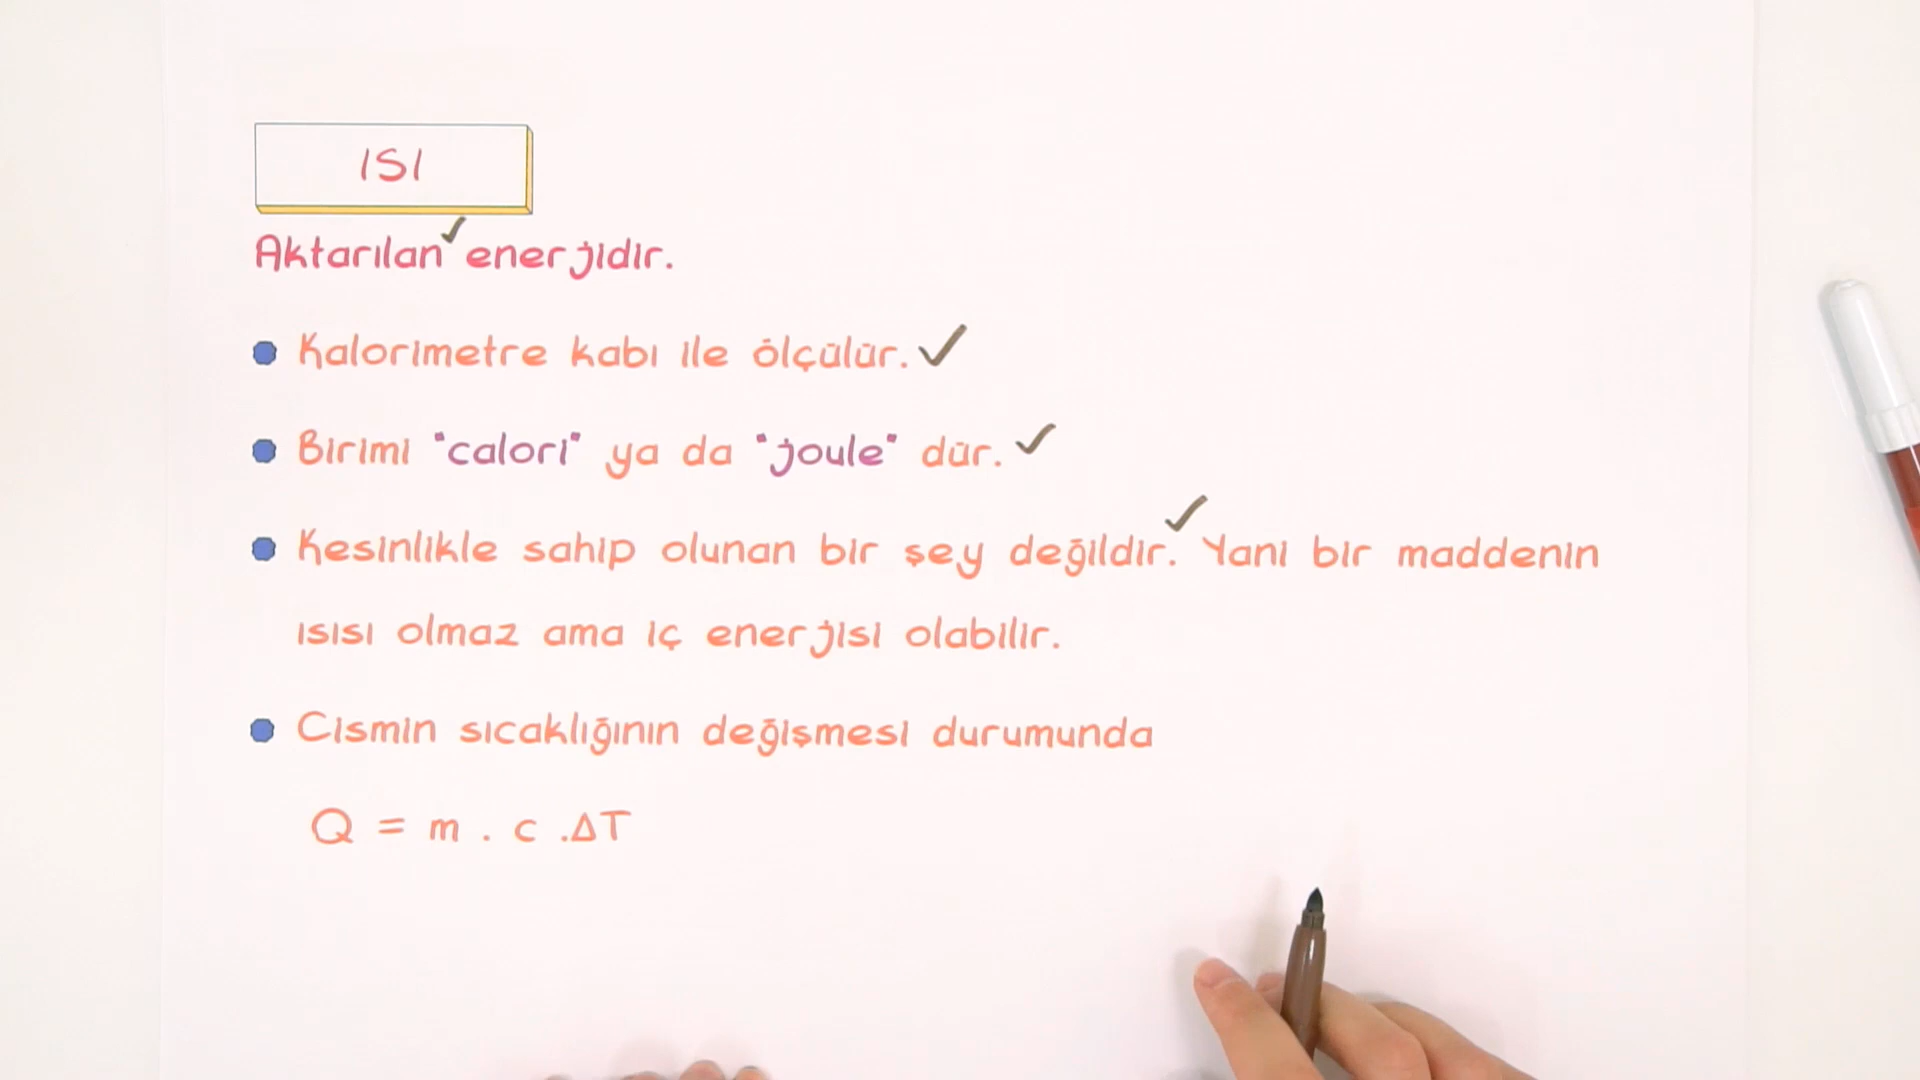 ISI
Aktarılan enerjidir.
Kalorimetre kabı ile ölçülür.
Birimi "calori" ya da "joule" dür.
Kesinlikle sahip olunan bir şey değildir. Yani bir maddenin
ısısı olmaz ama iç enerjisi olabilir.
Cismin sıcaklığının değişmesi durumunda
Q = m . c .ΔT